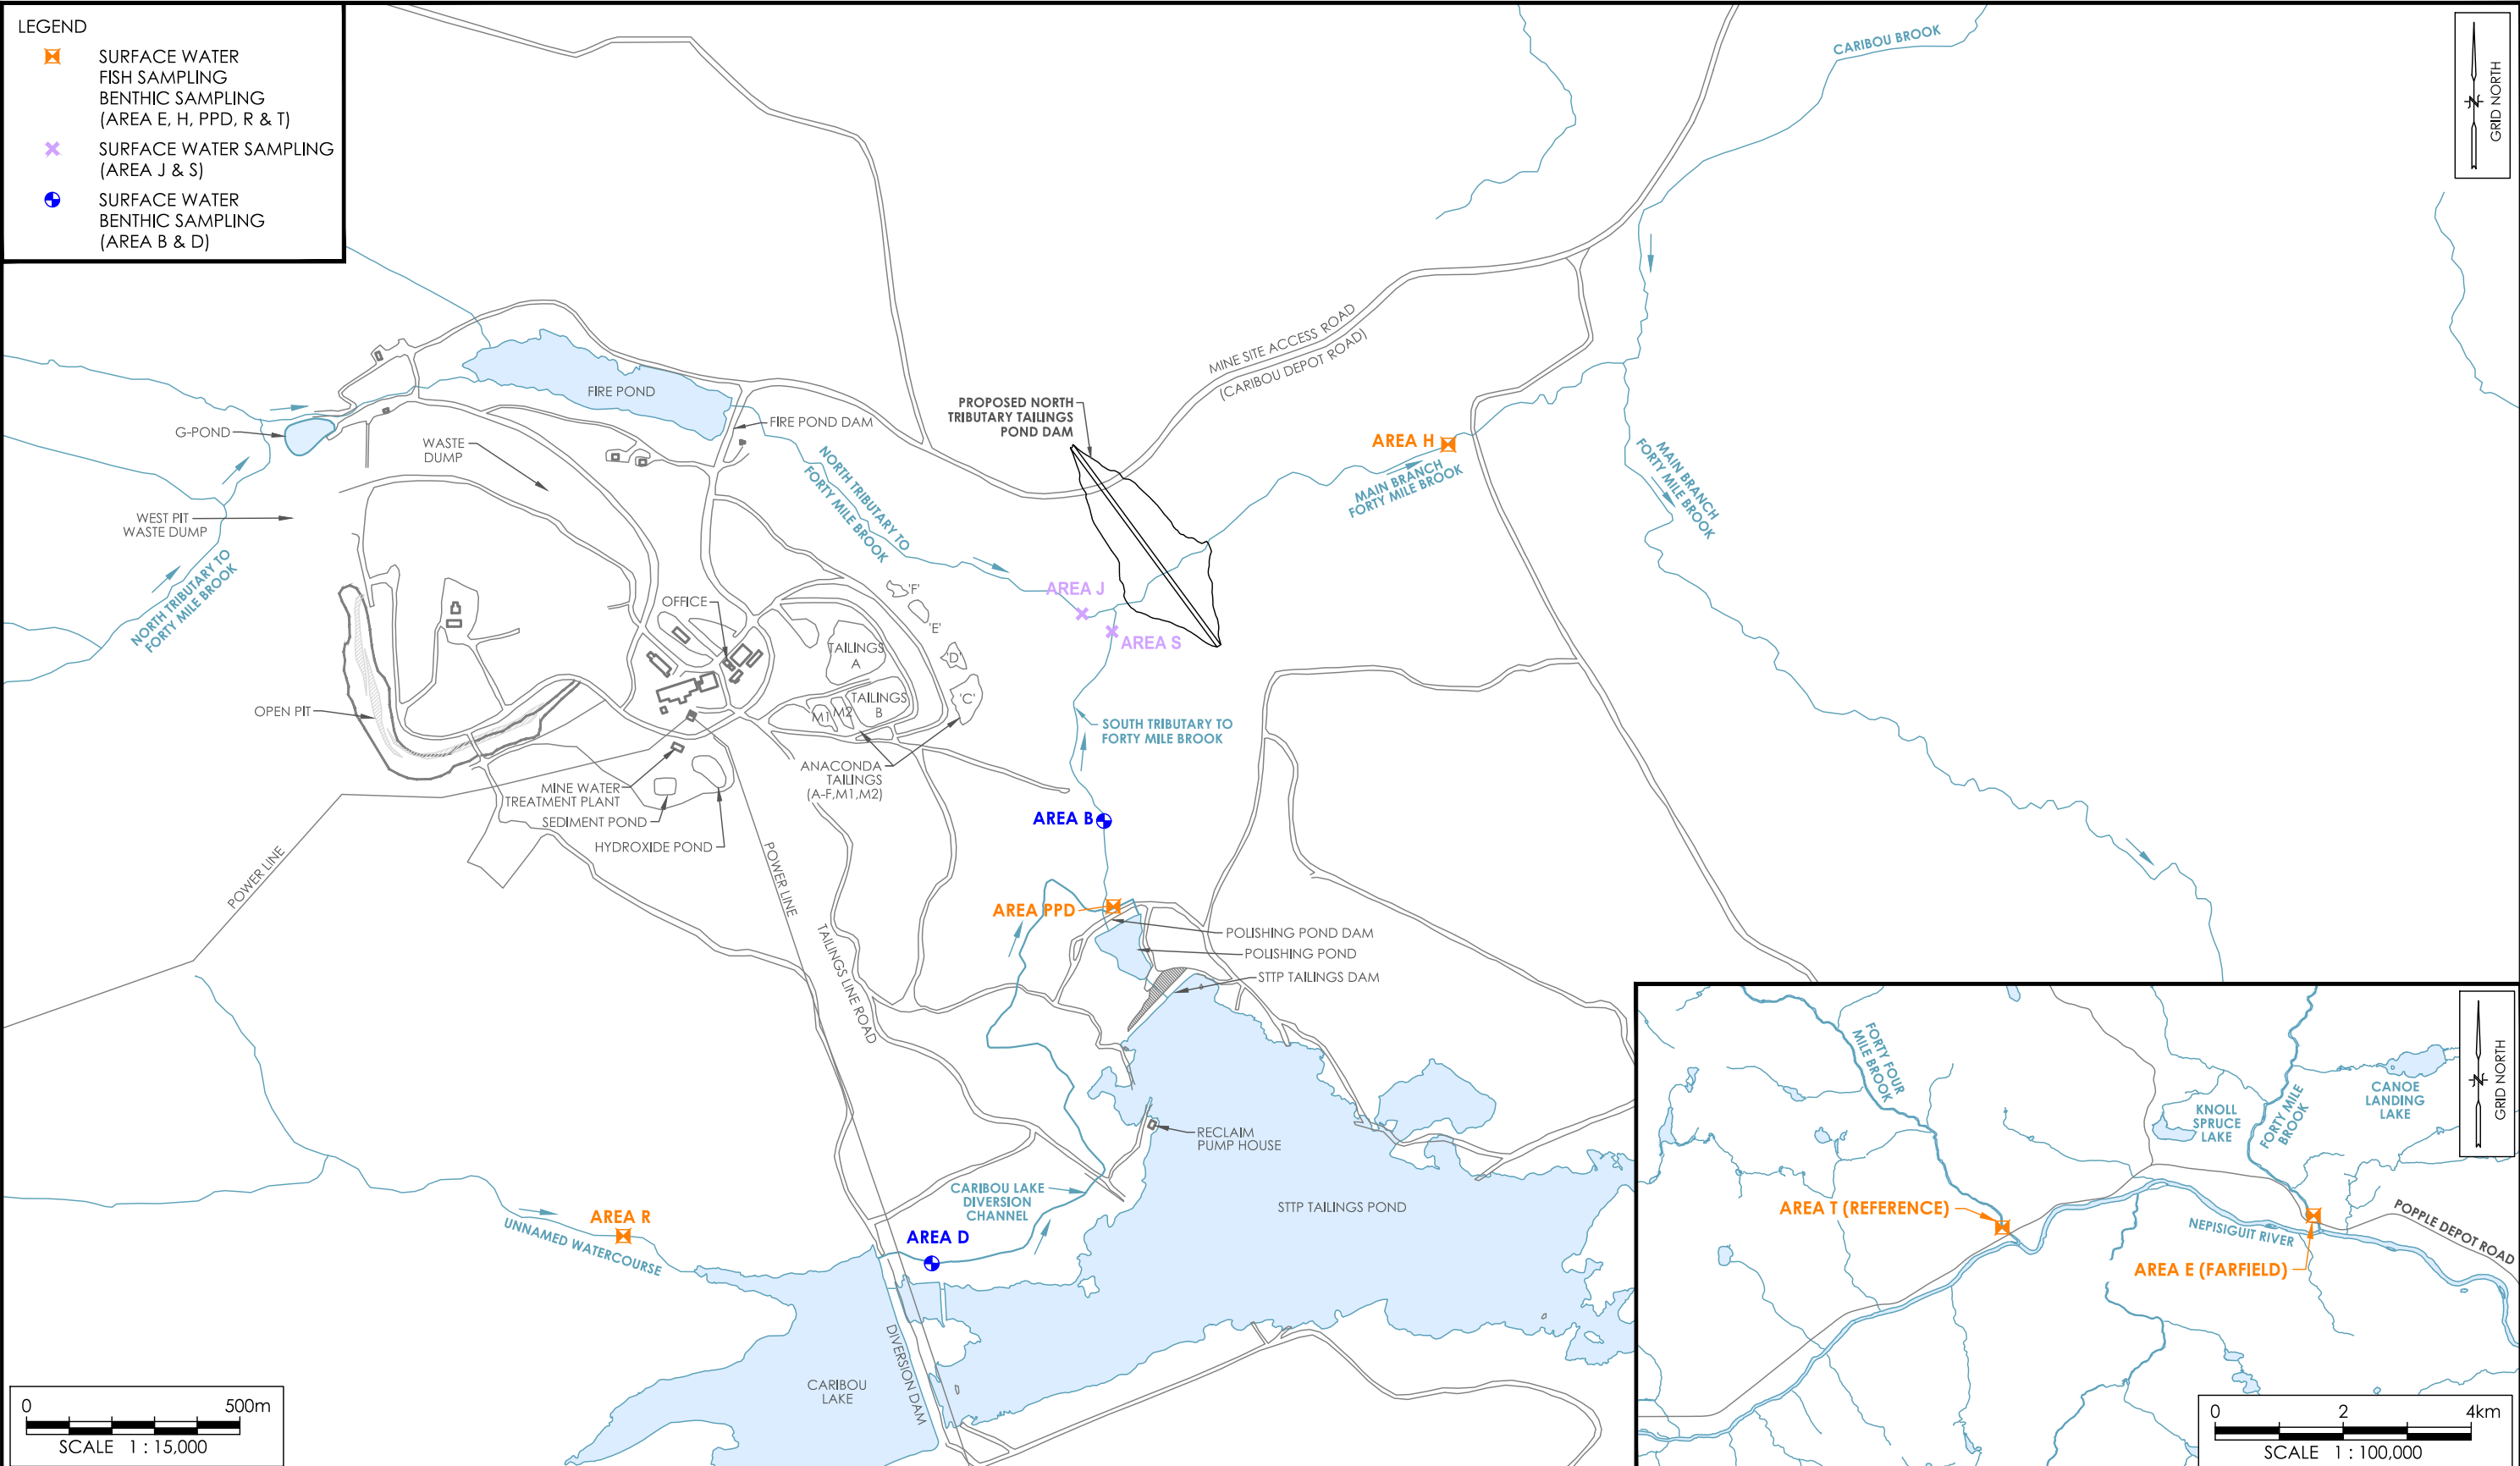 LEGEND
SURFACE WATER
FISH SAMPLING
BENTHIC SAMPLING
(AREA E, H, PPD, R & T)
SURFACE WATER SAMPLING
(AREA J & S)
SURFACE WATER
BENTHIC SAMPLING
(AREA B & D)
CARIBOU BROOK
N
GRID NORTH
MINE SITE ACCESS ROAD
(CARIBOU DEPOT ROAD)
FIRE POND
FIRE POND DAM
G-POND
WASTE
DUMP
WEST PIT
WASTE DUMP
NORTH TRIBUTARY TO
FORTY MILE BROOK
NORTH TRIBUTARY TO
FORTY MILE BROOK
PROPOSED NORTH
TRIBUTARY TAILINGS
POND DAM
AREA H
MAIN BRANCH
FORTY MILE BROOK
MAIN BRANCH
FORTY MILE BROOK
AREA J
AREA S
OFFICE
'F'
'E'
'D'
'C'
TAILINGS
A
TAILINGS
B
M1
M2
OPEN PIT
ANACONDA
TAILINGS
(A-F,M1,M2)
SOUTH TRIBUTARY TO
FORTY MILE BROOK
MINE WATER
TREATMENT PLANT
SEDIMENT POND
HYDROXIDE POND
POWER LINE
POWER LINE
TAILINGS LINE ROAD
AREA B
AREA PPD
POLISHING POND DAM
POLISHING POND
STTP TAILINGS DAM
RECLAIM
PUMP HOUSE
STTP TAILINGS POND
CARIBOU LAKE
DIVERSION
CHANNEL
AREA R
UNNAMED WATERCOURSE
AREA D
DIVERSION DAM
CARIBOU
LAKE
0 500m
SCALE 1 : 15,000
FORTY FOUR
MILE BROOK
KNOLL
SPRUCE
LAKE
FORTY MILE
BROOK
CANOE
LANDING
LAKE
N
GRID NORTH
AREA T (REFERENCE)
NEPISIGUIT RIVER
POPPLE DEPOT ROAD
AREA E (FARFIELD)
0 2 4km
SCALE 1 : 100,000